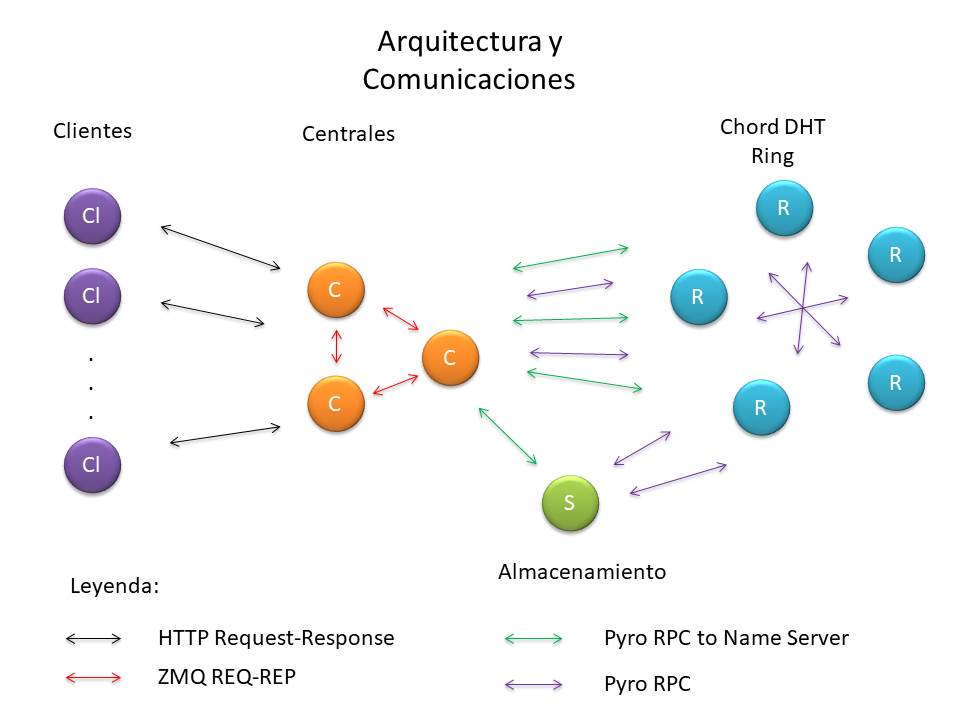 Arquitectura y
Comunicaciones
Clientes
Centrales
Chord DHT
Ring
Cl
Cl
.
.
.
Cl
C
C
C
R
R
R
R
R
S
Almacenamiento
Leyenda:
HTTP Request-Response
ZMQ REQ-REP
Pyro RPC to Name Server
Pyro RPC